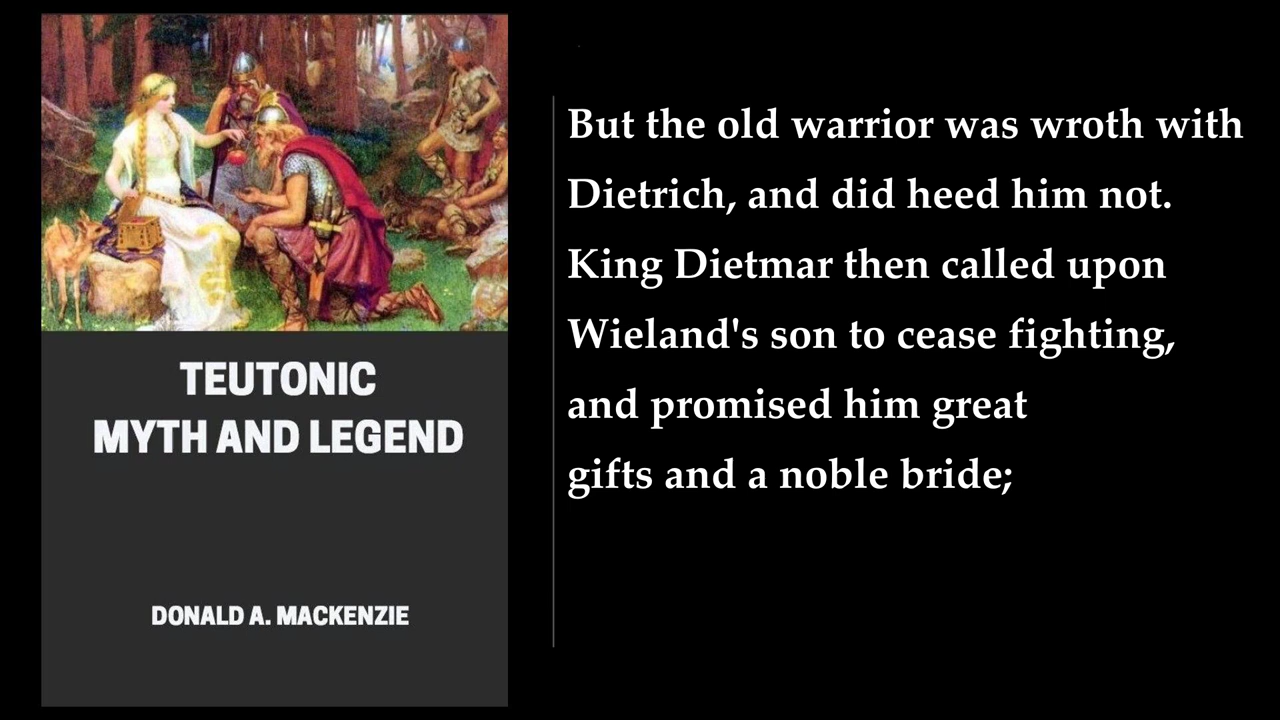 TEUTONIC
MYTH AND LEGEND
DONALD A. MACKENZIE
But the old warrior was wroth with
Dietrich, and did heed him not.
King Dietmar then called upon
Wieland's son to cease fighting,
and promised him great
gifts and a noble bride;